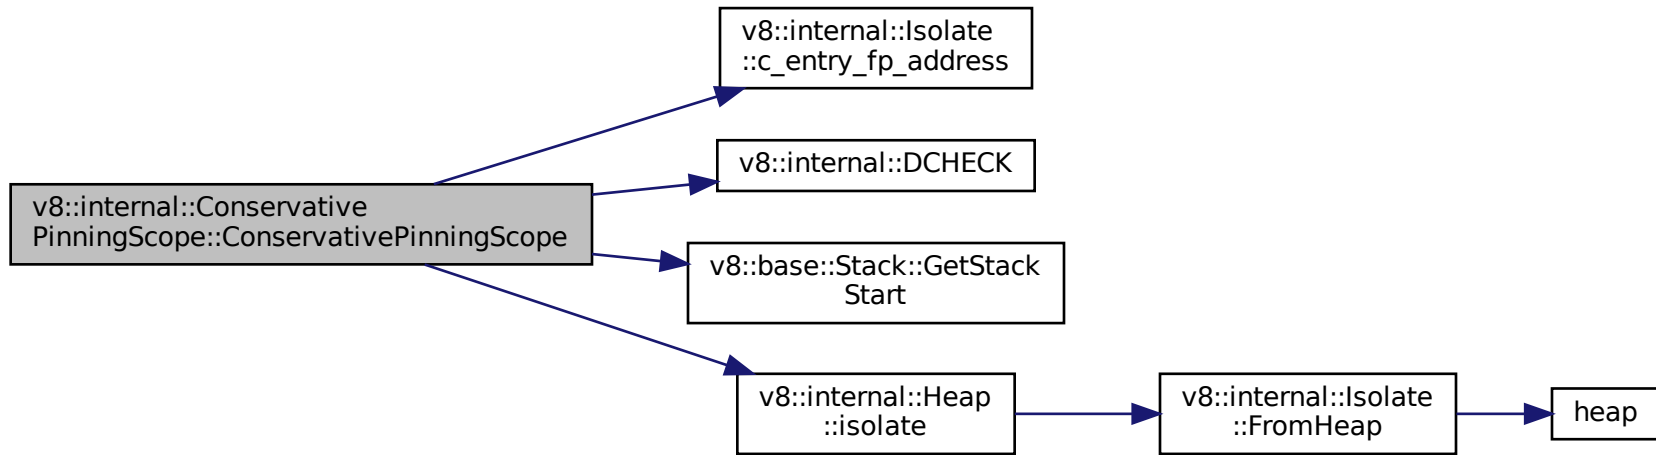 v8::internal::Isolate
::c_entry_fp_address
v8::internal::DCHECK
v8::internal::Conservative
PinningScope::ConservativePinningScope
v8::base::Stack::GetStack
Start
v8::internal::Heap
::isolate
v8::internal::Isolate
::FromHeap
heap